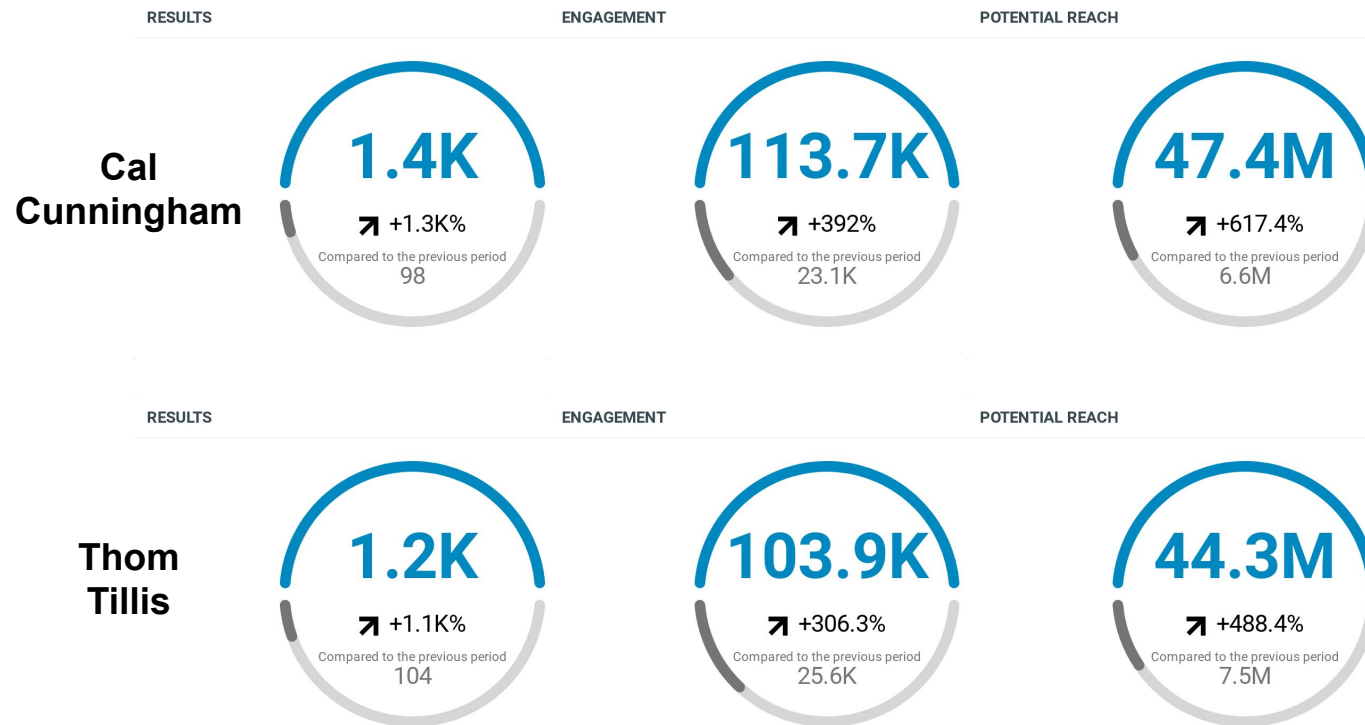 RESULTS ENGAGEMENT POTENTIAL REACH
Cal
Cunningham
1.4K
+1.3K%
Compared to the previous period
98
113.7K
+392%
Compared to the previous period
23.1K
47.4M
+617.4%
Compared to the previous period
6.6M
RESULTS ENGAGEMENT POTENTIAL REACH
Thom
Tillis
1.2K
+1.1K%
Compared to the previous period
104
103.9K
+306.3%
Compared to the previous period
25.6K
44.3M
+488.4%
Compared to the previous period
7.5M